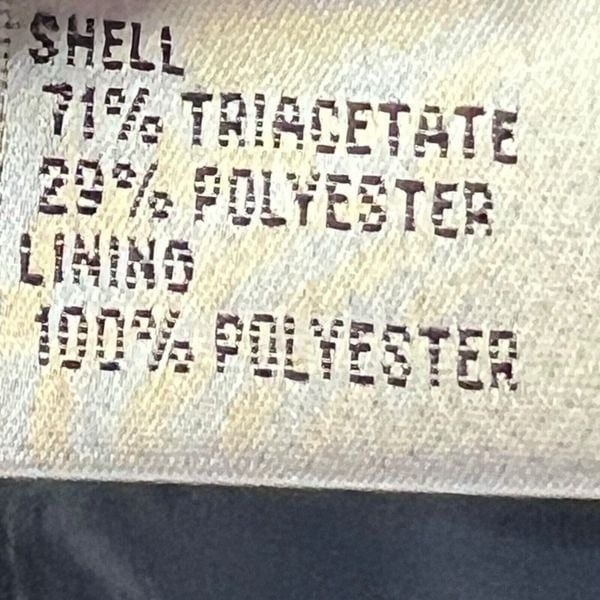 SHELL
71% TRIACETATE
29% POLYESTER
LINING
100% POLYESTER